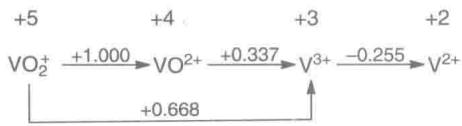 +5 +4 +3 +2
VO₂⁺ +1.000 VO²⁺ +0.337 V³⁺ −0.255 V²⁺
+0.668